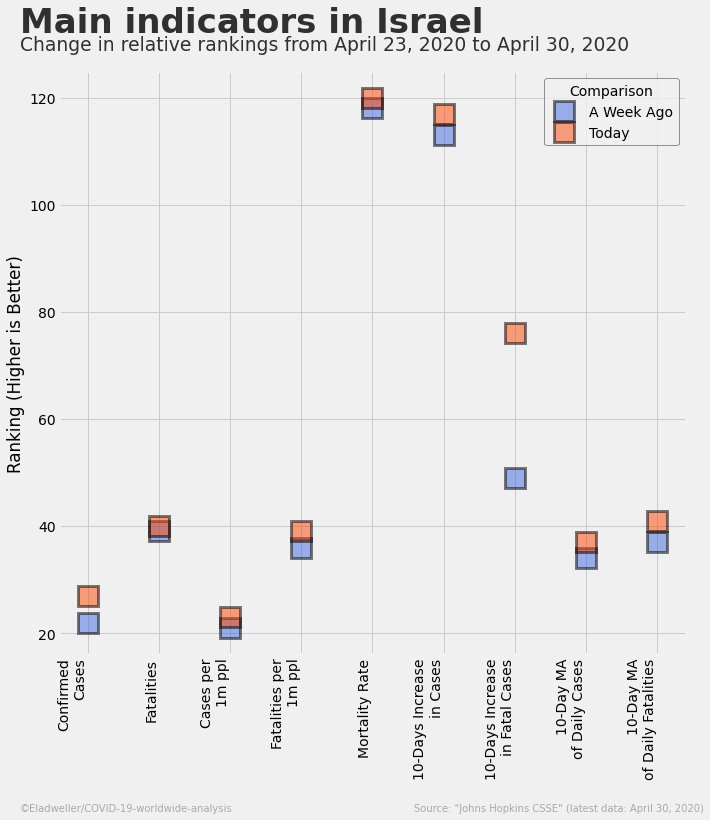 Main indicators in Israel
Change in relative rankings from April 23, 2020 to April 30, 2020
Comparison
A Week Ago
Today
Ranking (Higher is Better)
120
100
80
60
40
20
Confirmed
Cases
Fatalities
Cases per
1m ppl
Fatalities per
1m ppl
Mortality Rate
10-Days Increase
in Cases
10-Days Increase
in Fatal Cases
10-Day MA
of Daily Cases
10-Day MA
of Daily Fatalities
©Eladweller/COVID-19-worldwide-analysis
Source: "Johns Hopkins CSSE" (latest data: April 30, 2020)